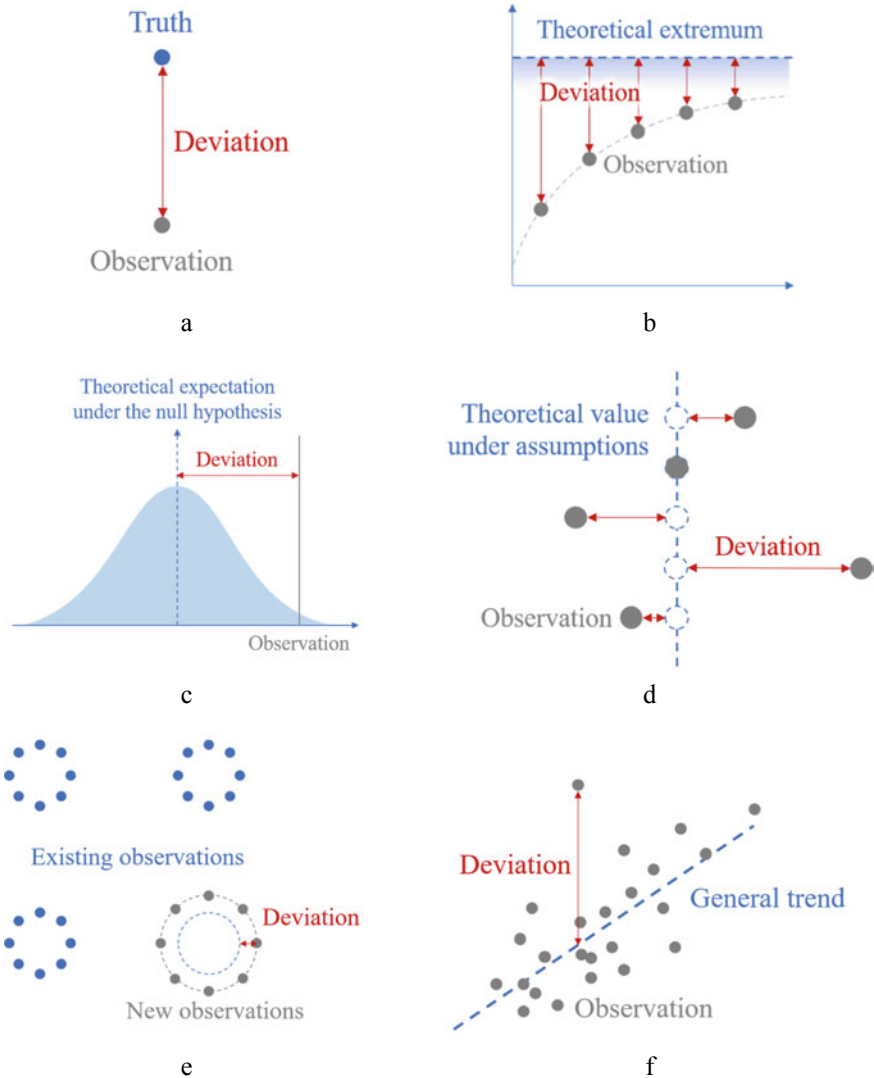 Truth
Deviation
Observation
a
Theoretical extremum
Deviation
Observation
b
Theoretical expectation
under the null hypothesis
Deviation
Observation
c
Theoretical value
under assumptions
Deviation
Observation
d
Existing observations
Deviation
New observations
e
Deviation
General trend
Observation
f